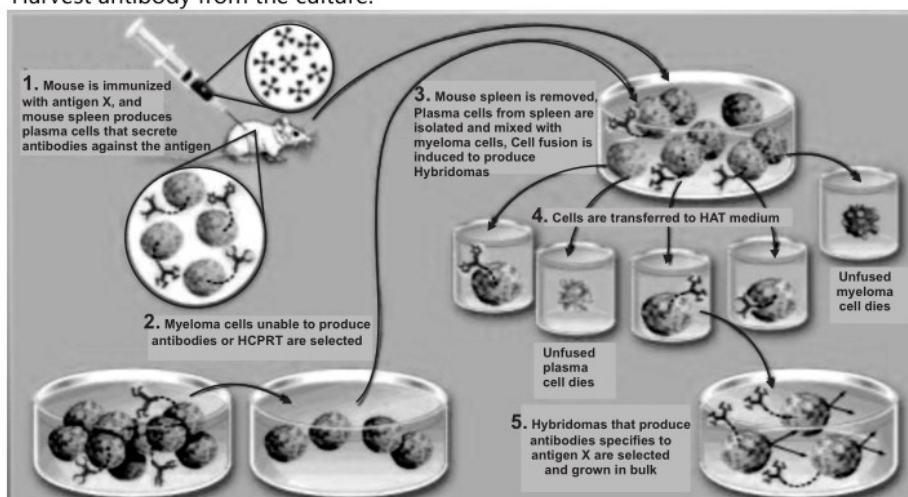 Harvest antibody from the culture.
1. Mouse is immunized
with antigen X, and
mouse spleen produces
plasma cells that secrete
antibodies against the antigen
2. Myeloma cells unable to produce
antibodies or HCPRT are selected
3. Mouse spleen is removed,
Plasma cells from spleen are
isolated and mixed with
myeloma cells, Cell fusion is
induced to produce
Hybridomas
4. Cells are transferred to HAT medium
Unfused
myeloma
cell dies
Unfused
plasma
cell dies
5. Hybridomas that produce
antibodies specifies to
antigen X are selected
and grown in bulk